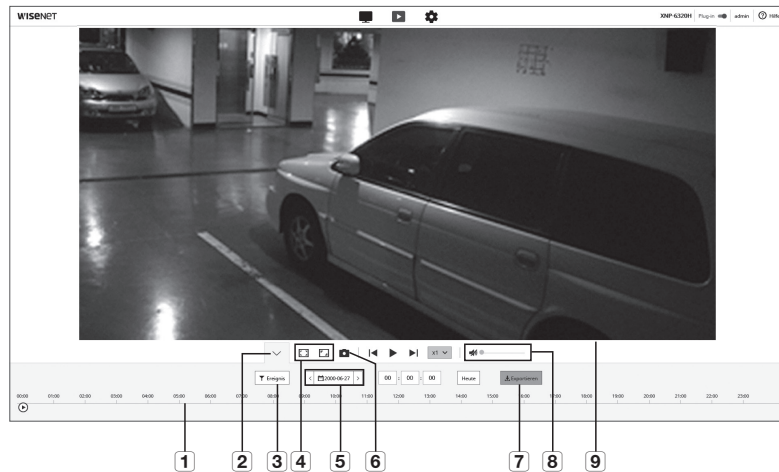 WISENET
XNP-6320H Plug-in admin ? Hilfe
x1
Ereignis < 2000-06-27 > 00 : 00 : 00 Heute Exportieren
00:00 01:00 02:00 03:00 04:00 05:00 06:00 07:00 08:00 09:00 10:00 11:00 12:00 13:00 14:00 15:00 16:00 17:00 18:00 19:00 20:00 21:00 22:00 23:00
1 2 3 4 5 6 7 8 9